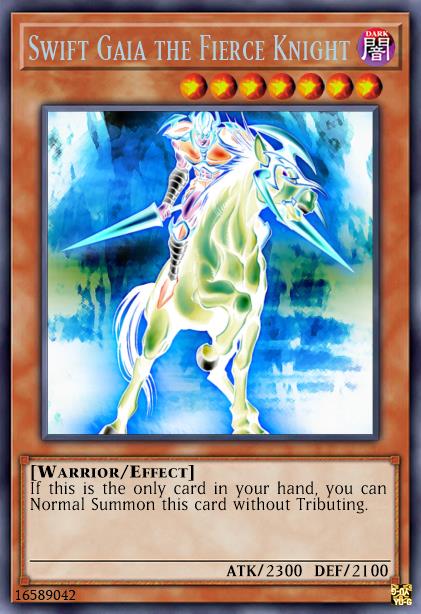 Swift Gaia the Fierce Knight
DARK
闇
[Warrior/Effect]
If this is the only card in your hand, you can
Normal Summon this card without Tributing.
ATK/2300 DEF/2100
16589042